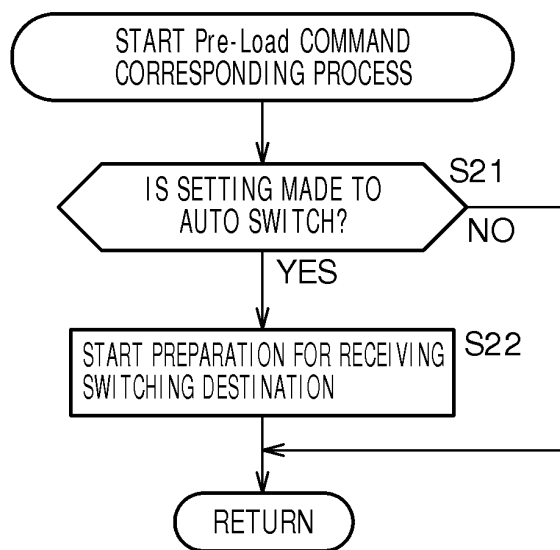 START Pre-Load COMMAND
CORRESPONDING PROCESS
S21
IS SETTING MADE TO
AUTO SWITCH?
NO
YES
S22
START PREPARATION FOR RECEIVING
SWITCHING DESTINATION
RETURN